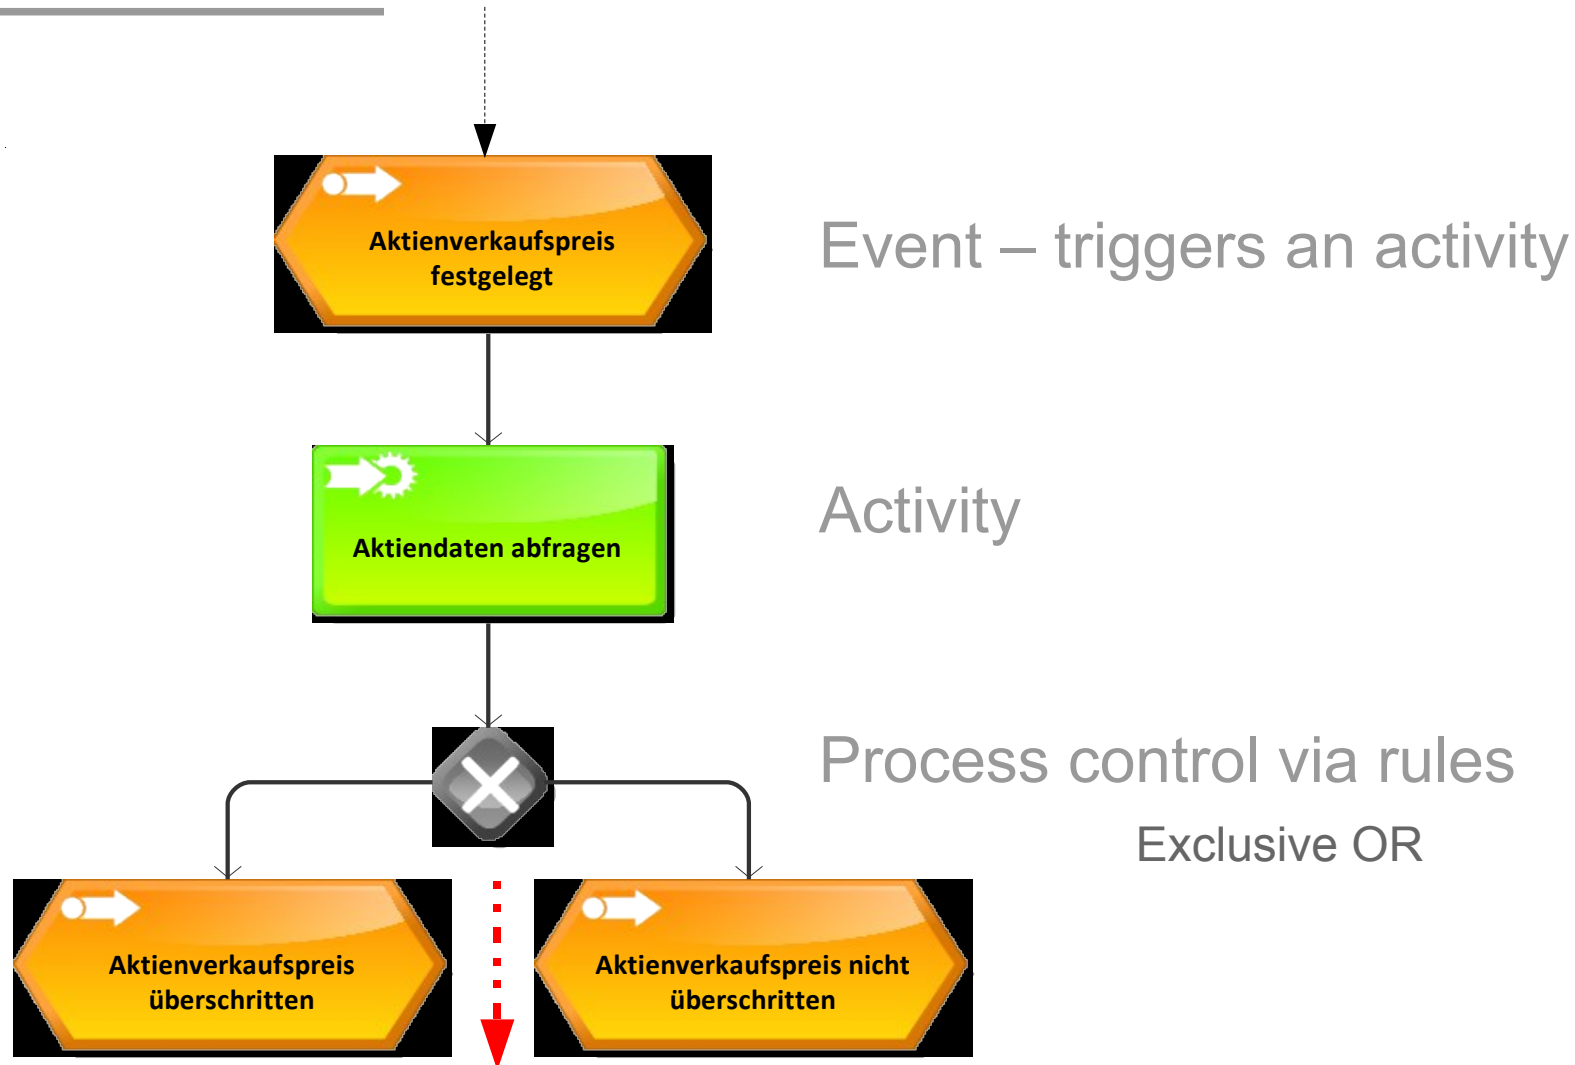 Aktienverkaufspreis
festgelegt
Event – triggers an activity
Aktiendaten abfragen
Activity
Process control via rules
Exclusive OR
Aktienverkaufspreis
überschritten
Aktienverkaufspreis nicht
überschritten